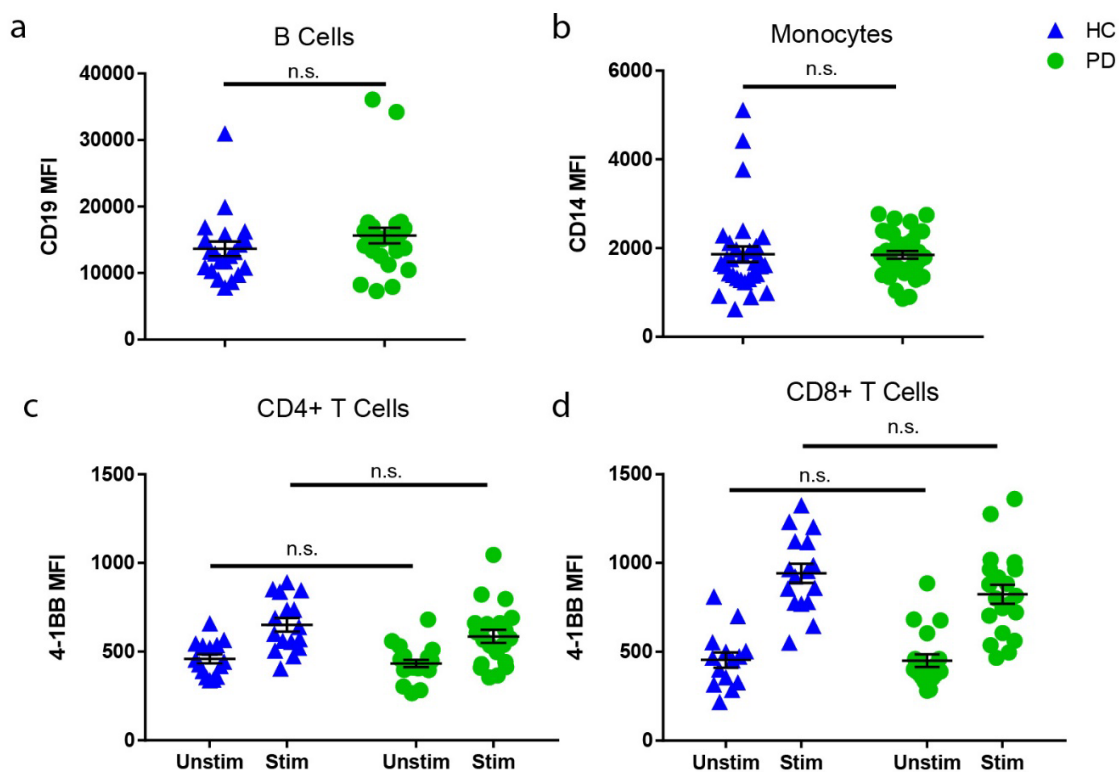 a
B Cells
b
Monocytes
HC
PD
n.s.
n.s.
CD19 MFI
40000
30000
20000
10000
0
CD14 MFI
6000
4000
2000
0
c
CD4+ T Cells
d
CD8+ T Cells
n.s.
n.s.
n.s.
n.s.
4-1BB MFI
1500
1000
500
0
Unstim Stim Unstim Stim
4-1BB MFI
1500
1000
500
0
Unstim Stim Unstim Stim